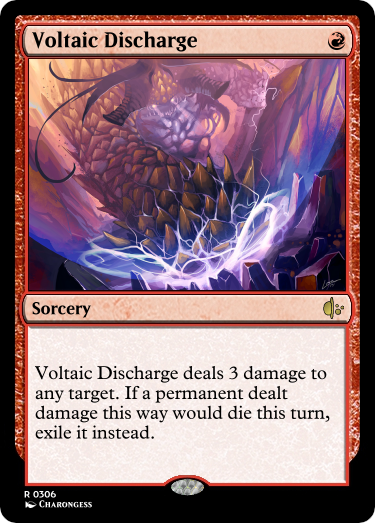 Voltaic Discharge
Sorcery
Voltaic Discharge deals 3 damage to
any target. If a permanent dealt
damage this way would die this turn,
exile it instead.
R 0306
Charongess